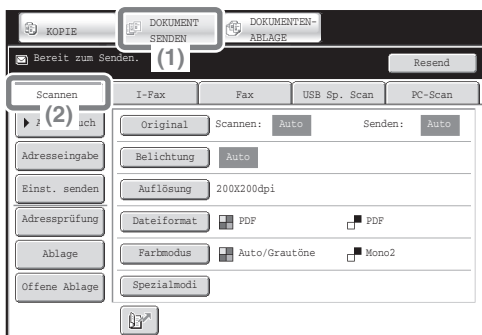 KOPIE
DOKUMENT
SENDEN
DOKUMENTEN-
ABLAGE
Bereit zum Senden.
(1)
Resend
Scannen
I-Fax
Fax
USB Sp. Scan
PC-Scan
(2)
Original
Scannen:
Auto
Senden:
Auto
Adresseingabe
Belichtung
Auto
Einst. senden
Auflösung
200X200dpi
Adressprüfung
Dateiformat
PDF
PDF
Ablage
Farbmodus
Auto/Grautöne
Mono2
Offene Ablage
Spezialmodi